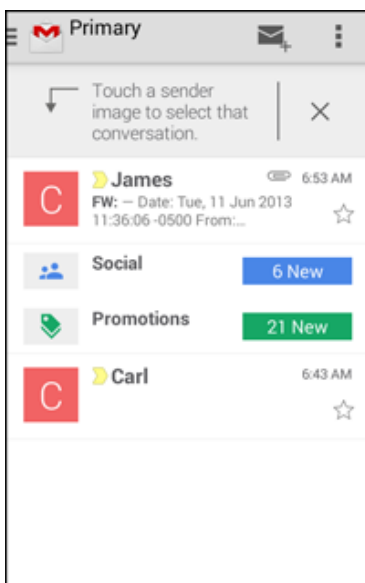 Primary
Touch a sender
image to select that
conversation.
C
James
6:53 AM
FW: – Date: Tue, 11 Jun 2013
11:36:06 -0500 From:...
Social
6 New
Promotions
21 New
C
Carl
6:43 AM